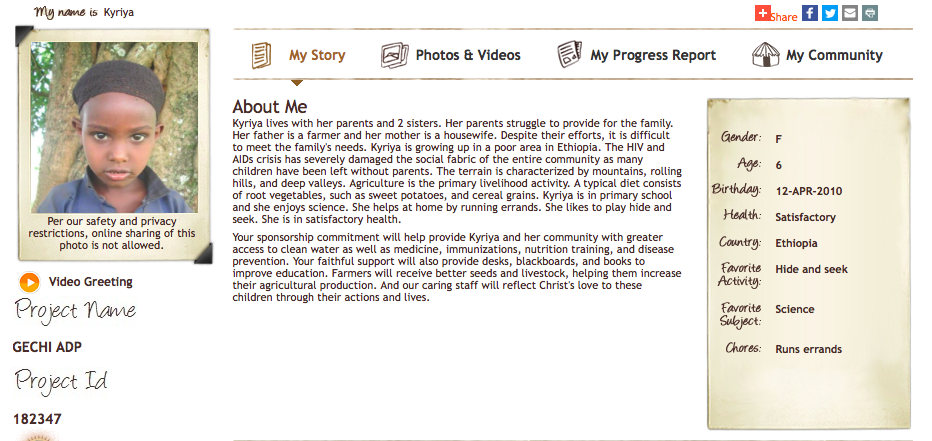 My name is Kyriya
Share
My Story
Photos & Videos
My Progress Report
My Community
Per our safety and privacy
restrictions, online sharing of this
photo is not allowed.
Video Greeting
Project Name
GECHI ADP
Project Id
182347
About Me
Kyriya lives with her parents and 2 sisters. Her parents struggle to provide for the family.
Her father is a farmer and her mother is a housewife. Despite their efforts, it is difficult
to meet the family's needs. Kyriya is growing up in a poor area in Ethiopia. The HIV and
AIDs crisis has severely damaged the social fabric of the entire community as many
children have been left without parents. The terrain is characterized by mountains, rolling
hills, and deep valleys. Agriculture is the primary livelihood activity. A typical diet consists
of root vegetables, such as sweet potatoes, and cereal grains. Kyriya is in primary school
and she enjoys science. She helps at home by running errands. She likes to play hide and
seek. She is in satisfactory health.
Your sponsorship commitment will help provide Kyriya and her community with greater
access to clean water as well as medicine, immunizations, nutrition training, and disease
prevention. Your faithful support will also provide desks, blackboards, and books to
improve education. Farmers will receive better seeds and livestock, helping them increase
their agricultural production. And our caring staff will reflect Christ's love to these
children through their actions and lives.
Gender: F
Age: 6
Birthday: 12-APR-2010
Health: Satisfactory
Country: Ethiopia
Favorite Hide and seek
Activity:
Favorite Science
Subject:
Chores: Runs errands